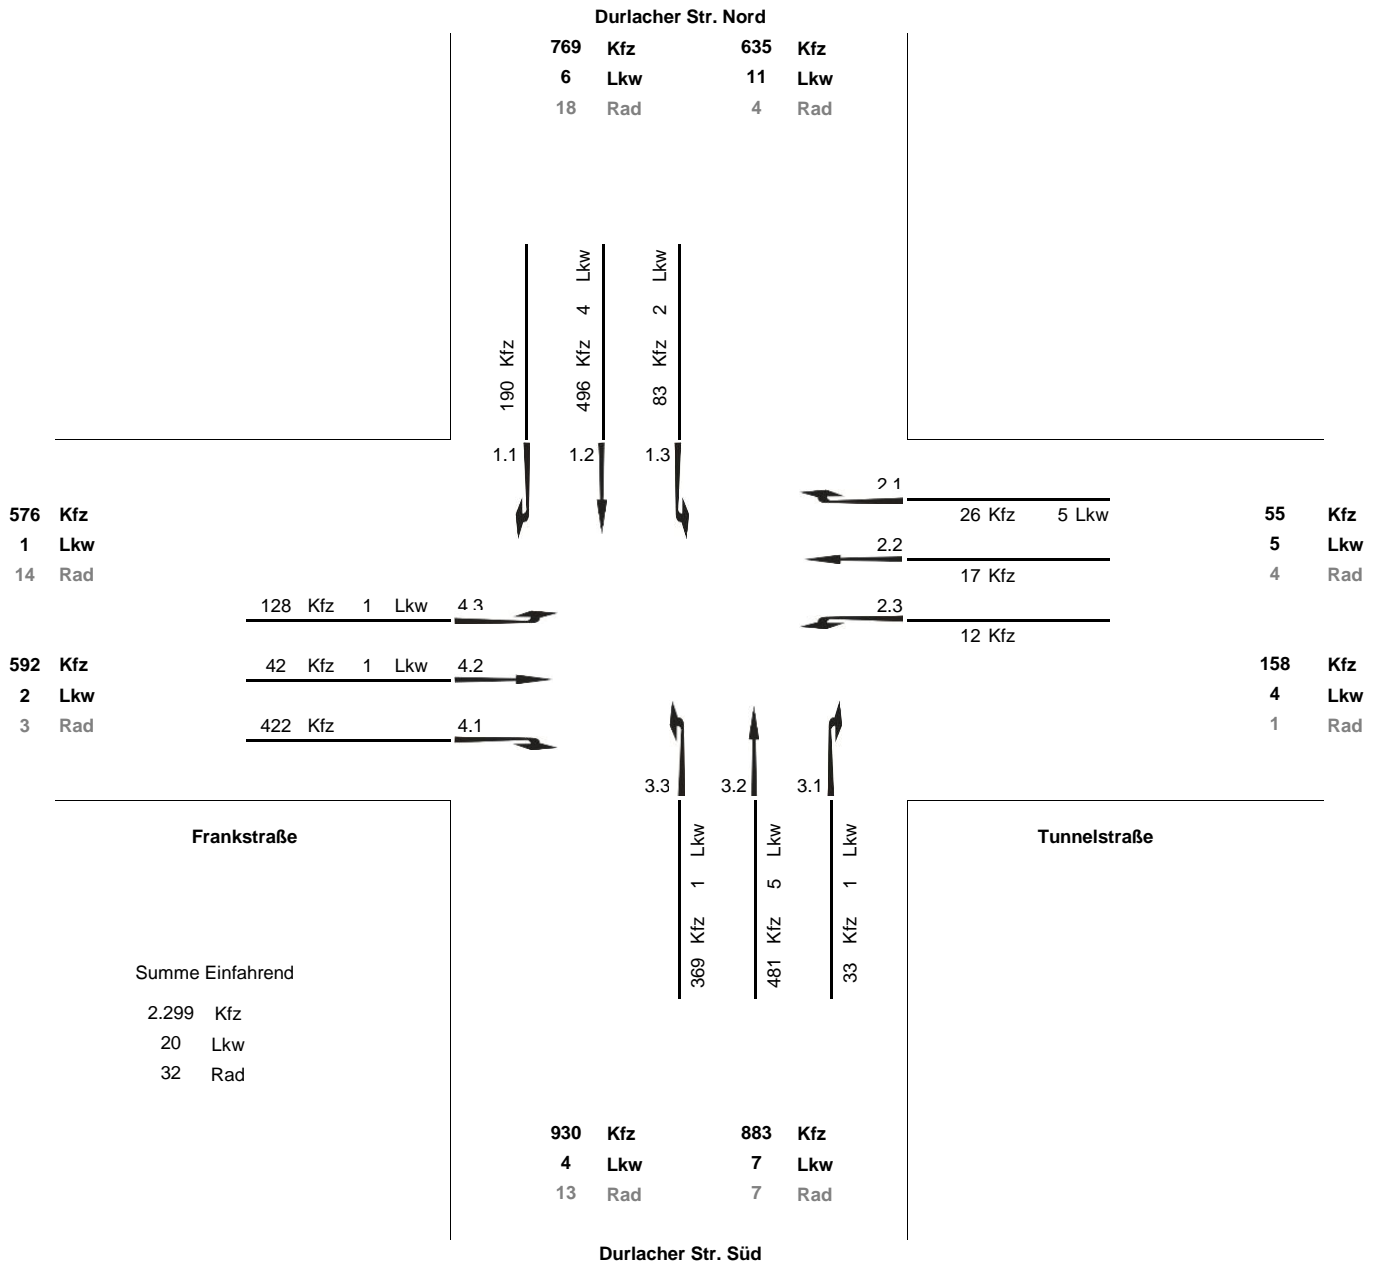 Durlacher Str. Nord
769 Kfz 635 Kfz
6 Lkw 11 Lkw
18 Rad 4 Rad
190 Kfz
496 Kfz 4 Lkw
83 Kfz 2 Lkw
1.1 1.2 1.3
2.1
26 Kfz 5 Lkw
2.2
17 Kfz
2.3
12 Kfz
576 Kfz
1 Lkw
14 Rad
55 Kfz
5 Lkw
4 Rad
128 Kfz 1 Lkw 4.3
42 Kfz 1 Lkw 4.2
422 Kfz 4.1
592 Kfz
2 Lkw
3 Rad
158 Kfz
4 Lkw
1 Rad
3.3 3.2 3.1
369 Kfz 1 Lkw
481 Kfz 5 Lkw
33 Kfz 1 Lkw
Frankstraße
Tunnelstraße
Summe Einfahrend
2.299 Kfz
20 Lkw
32 Rad
930 Kfz 883 Kfz
4 Lkw 7 Lkw
13 Rad 7 Rad
Durlacher Str. Süd